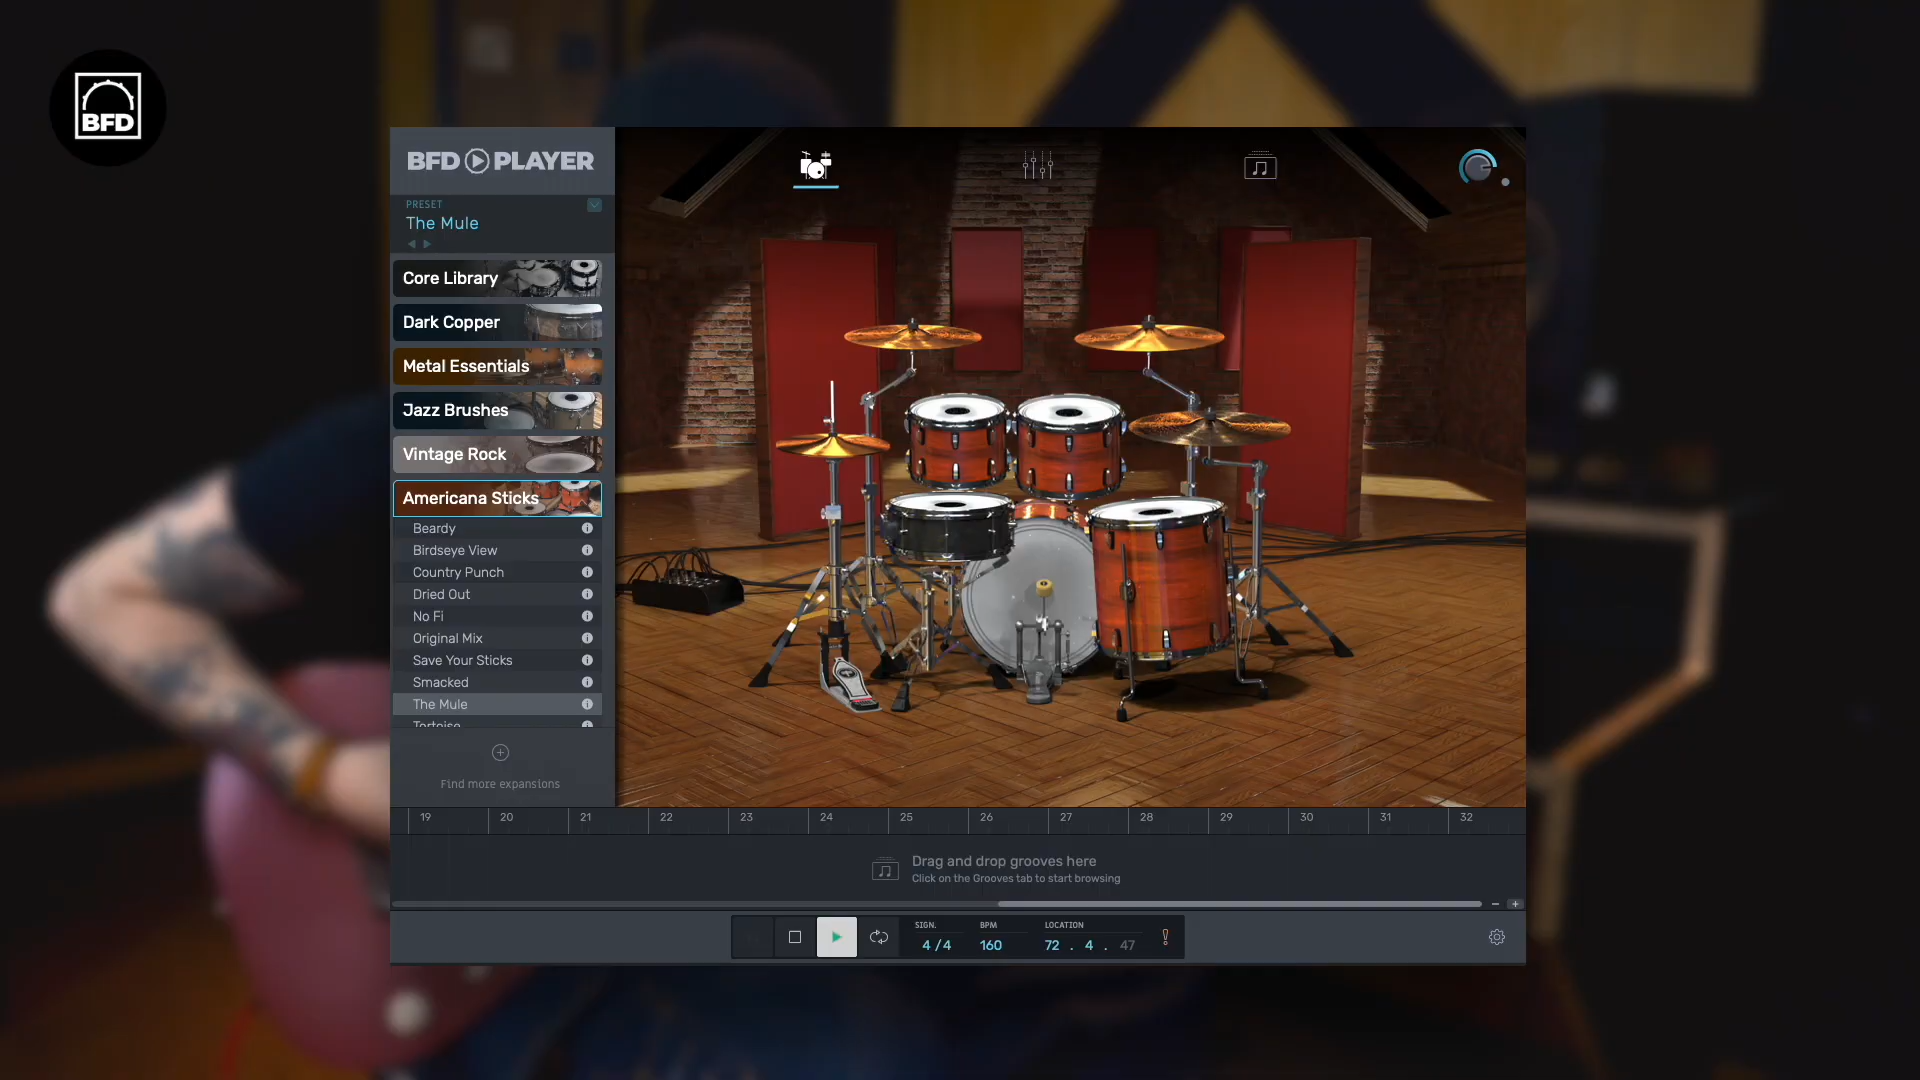 BFD
BFD PLAYER
PRESET
The Mule
Core Library
Dark Copper
Metal Essentials
Jazz Brushes
Vintage Rock
Americana Sticks
Beardy
Birdseye View
Country Punch
Dried Out
No Fi
Original Mix
Save Your Sticks
Smacked
The Mule
Tortoise
Find more expansions
19 20 21 22 23 24 25 26 27 28 29 30 31 32
Drag and drop grooves here
Click on the Grooves tab to start browsing
SIGN. BPM LOCATION
4 / 4 160 72 . 4 . 47